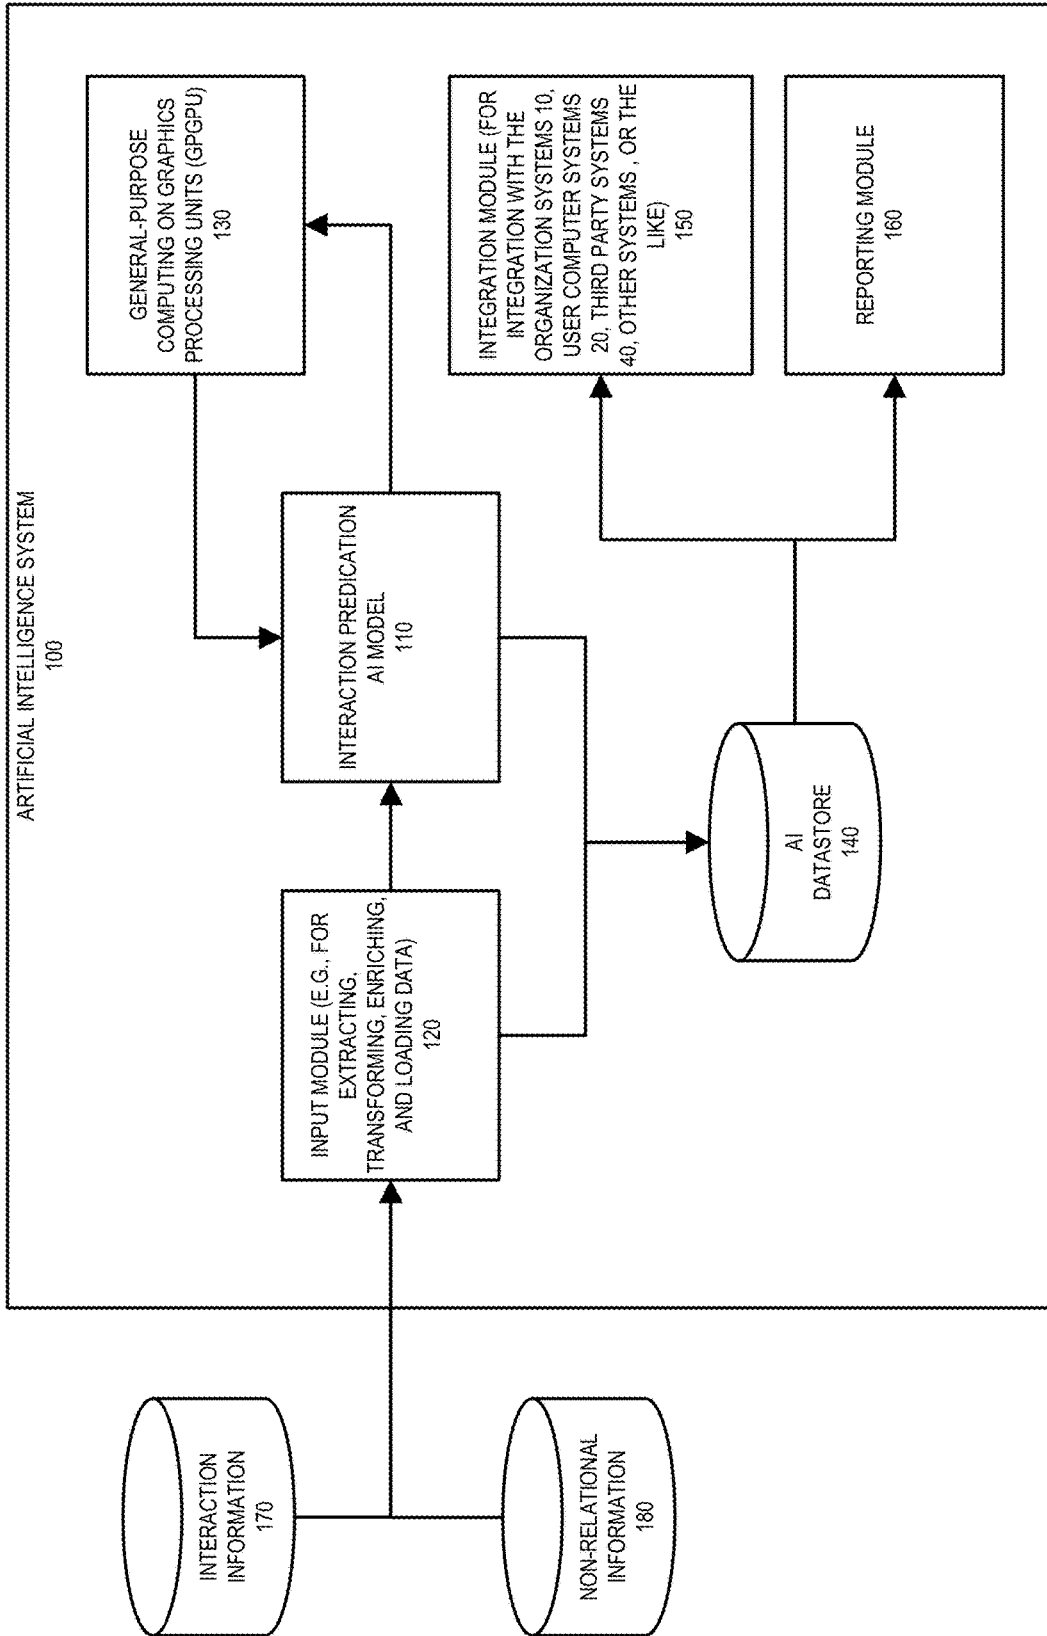 ARTIFICIAL INTELLIGENCE SYSTEM
100
INTERACTION
INFORMATION
170
NON-RELATIONAL
INFORMATION
180
INPUT MODULE (E.G., FOR
EXTRACTING,
TRANSFORMING, ENRICHING,
AND LOADING DATA)
120
INTERACTION PREDICATION
AI MODEL
110
GENERAL-PURPOSE
COMPUTING ON GRAPHICS
PROCESSING UNITS (GPGPU)
130
AI
DATASTORE
140
INTEGRATION MODULE (FOR
INTEGRATION WITH THE
ORGANIZATION SYSTEMS 10,
USER COMPUTER SYSTEMS
20, THIRD PARTY SYSTEMS
40, OTHER SYSTEMS , OR THE
LIKE)
150
REPORTING MODULE
160